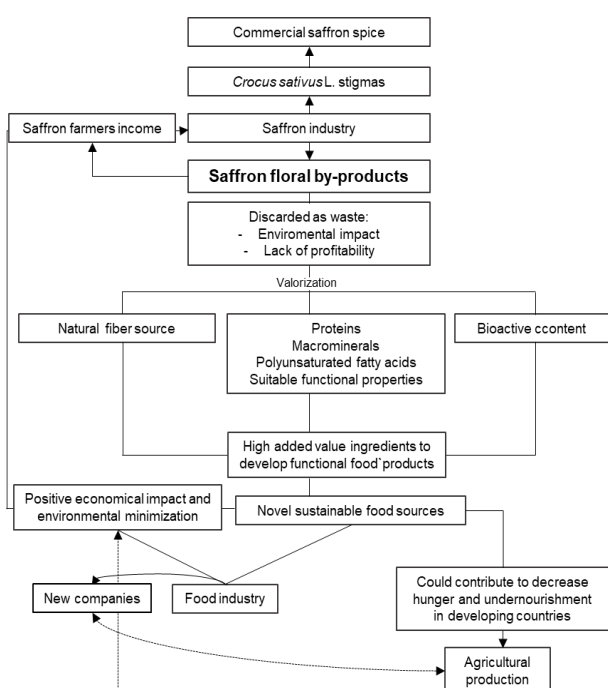 Commercial saffron spice
Crocus sativus L. stigmas
Saffron farmers income
Saffron industry
Saffron floral by-products
Discarded as waste:
- Enviromental impact
- Lack of profitability
Valorization
Natural fiber source
Proteins
Macrominerals
Polyunsaturated fatty acids
Suitable functional properties
Bioactive ccontent
High added value ingredients to
develop functional food`products
Positive economical impact and
environmental minimization
Novel sustainable food sources
New companies
Food industry
Could contribute to decrease
hunger and undernourishment
in developing countries
Agricultural
production